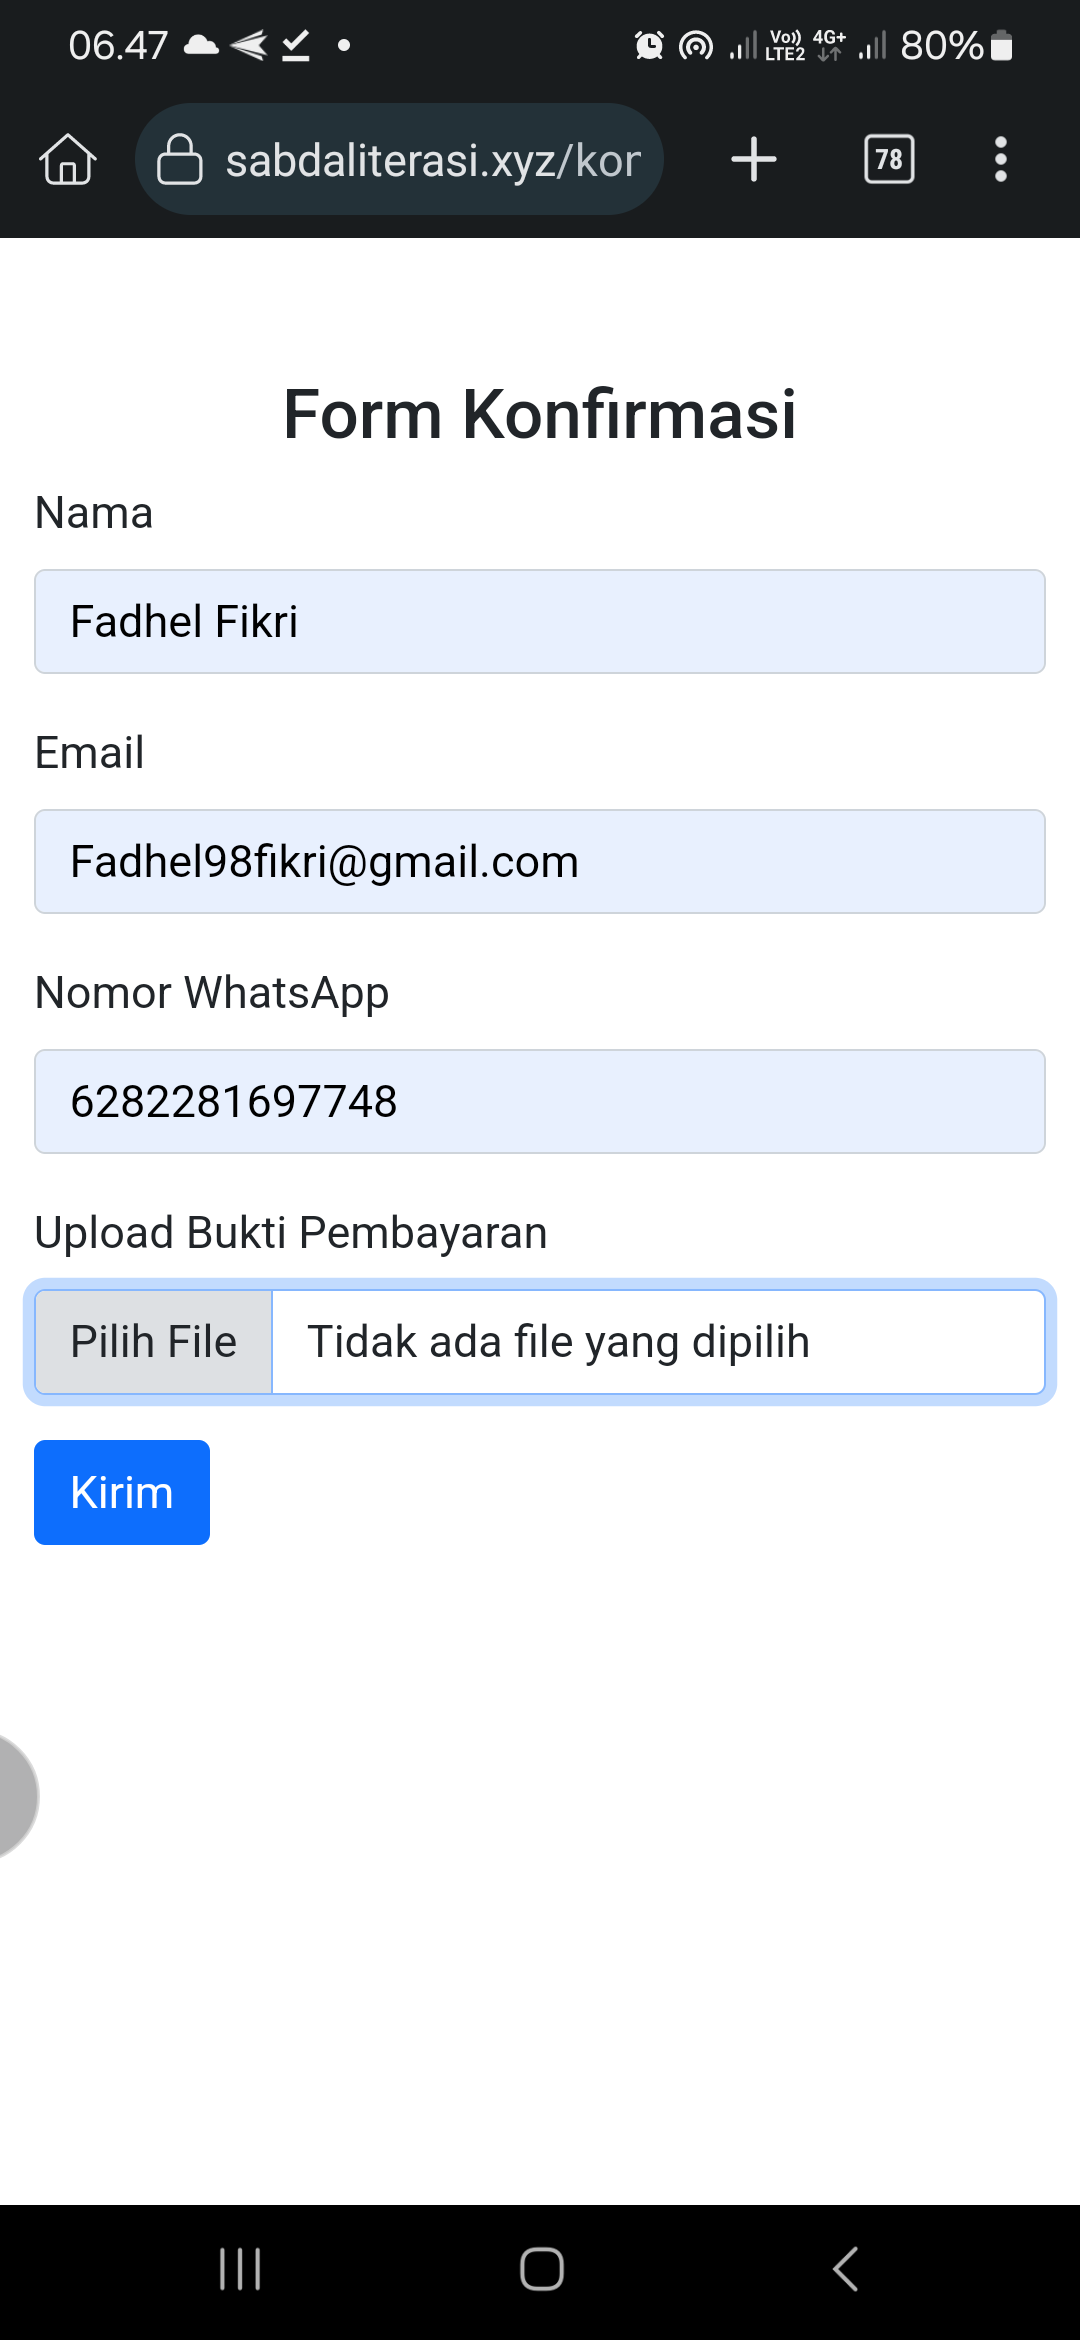 06.47
Vo)) LTE2 4G+ 80%
sabdaliterasi.xyz/kor
78
Form Konfirmasi
Nama
Fadhel Fikri
Email
Fadhel98fikri@gmail.com
Nomor WhatsApp
6282281697748
Upload Bukti Pembayaran
Pilih File Tidak ada file yang dipilih
Kirim